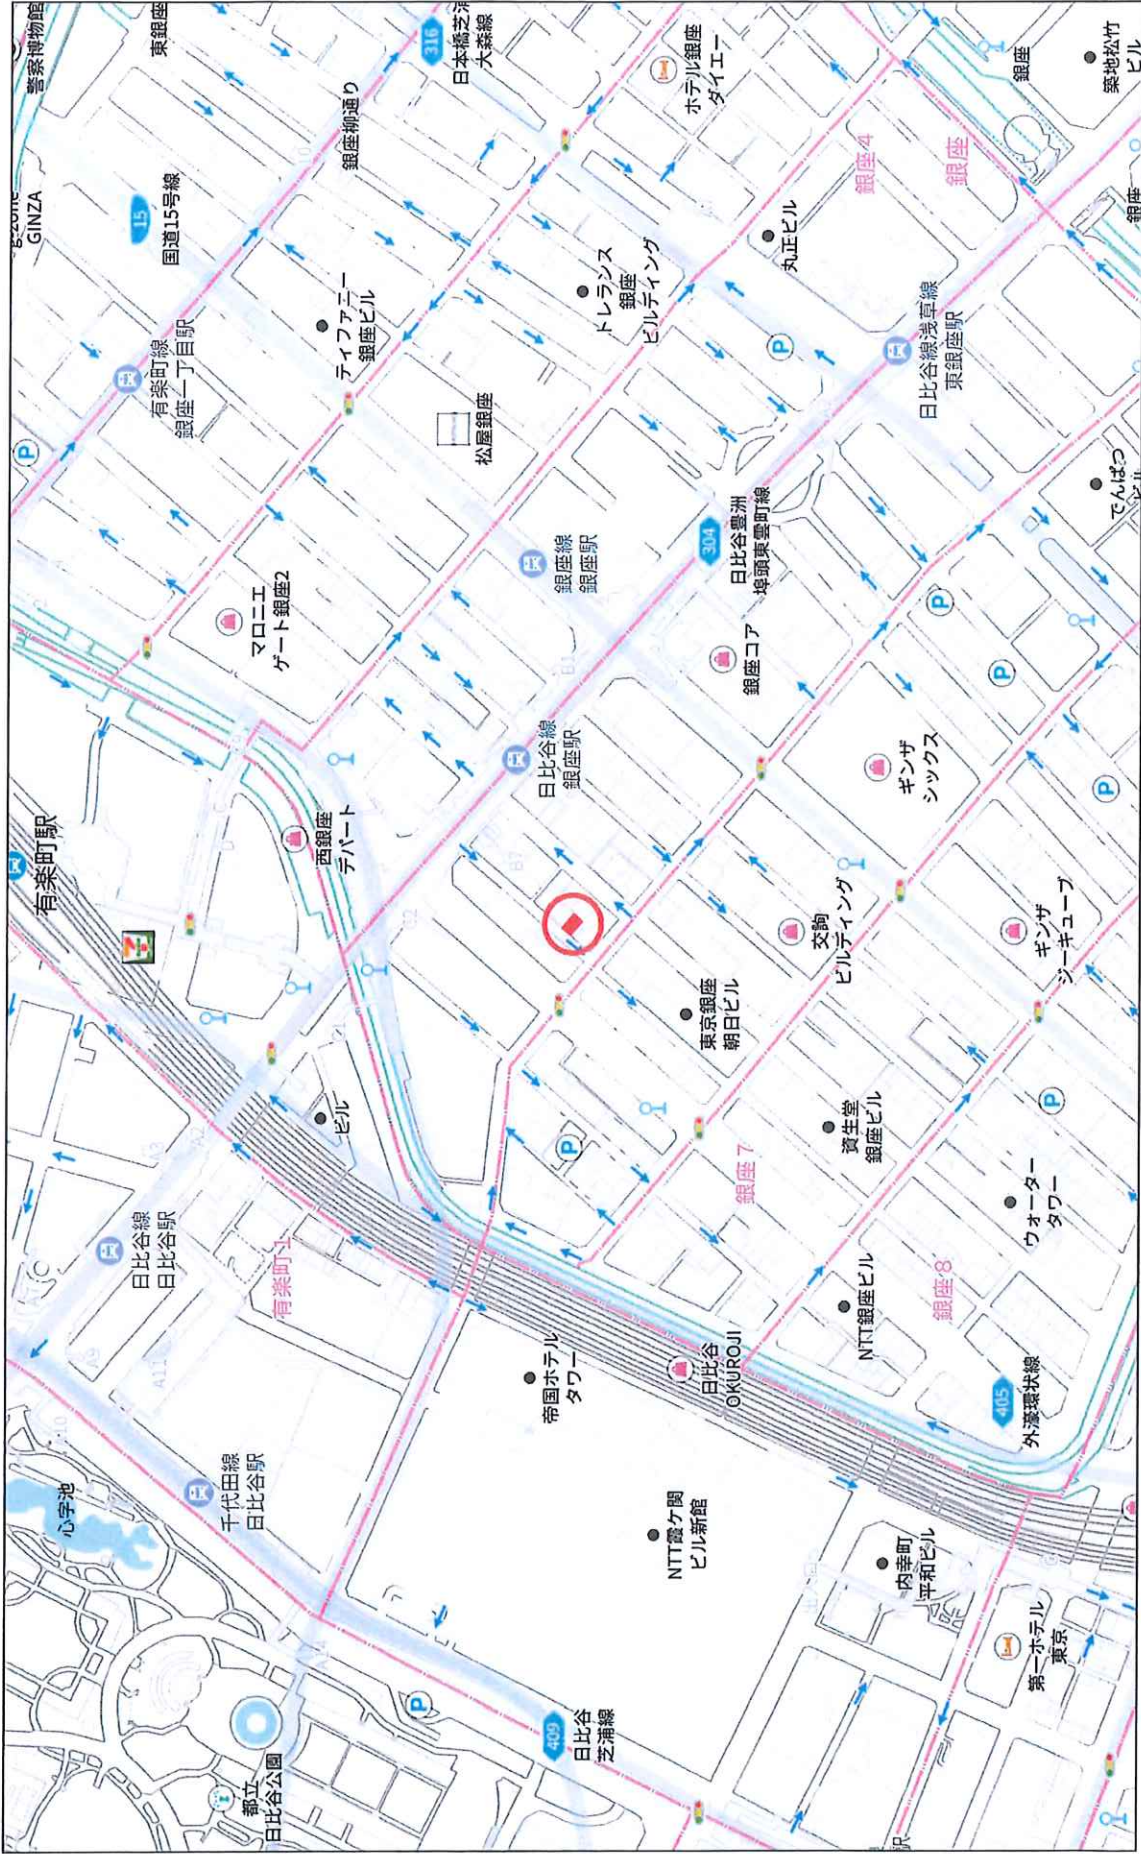 警察博物館
東銀座
316
日本橋芝浦
大森線
GINZA
15
国道15号線
銀座柳通り
ホテル銀座
ダイエー
銀座
築地松竹
ビル
銀座4
銀座
銀座
有楽町線
銀座一丁目駅
ティファニー
銀座ビル
トレランス
銀座
ビルディング
丸正ビル
P
松屋銀座
P
日比谷線浅草線
東銀座駅
マロニエ
ゲート銀座2
銀座線
銀座駅
304
日比谷豊洲
埠頭東雲町線
でんぱつ
ビル
銀座コア
P
P
有楽町駅
西銀座
デパート
日比谷線
銀座駅
ギンザ
シックス
P
7
C2
B7
B1
交詢
ビルディング
ギンザ
ジーキューブ
ビル
東京銀座
朝日ビル
P
資生堂
銀座ビル
P
日比谷線
日比谷駅
銀座7
ウォーター
タワー
有楽町1
NTT銀座ビル
銀座8
帝国ホテル
タワー
日比谷
OKUROJI
405
外濠環状線
心字池
千代田線
日比谷駅
NTT霞ケ関
ビル新館
内幸町
平和ビル
都立
日比谷公園
P
409
日比谷
芝浦線
第一ホテル
東京
駅